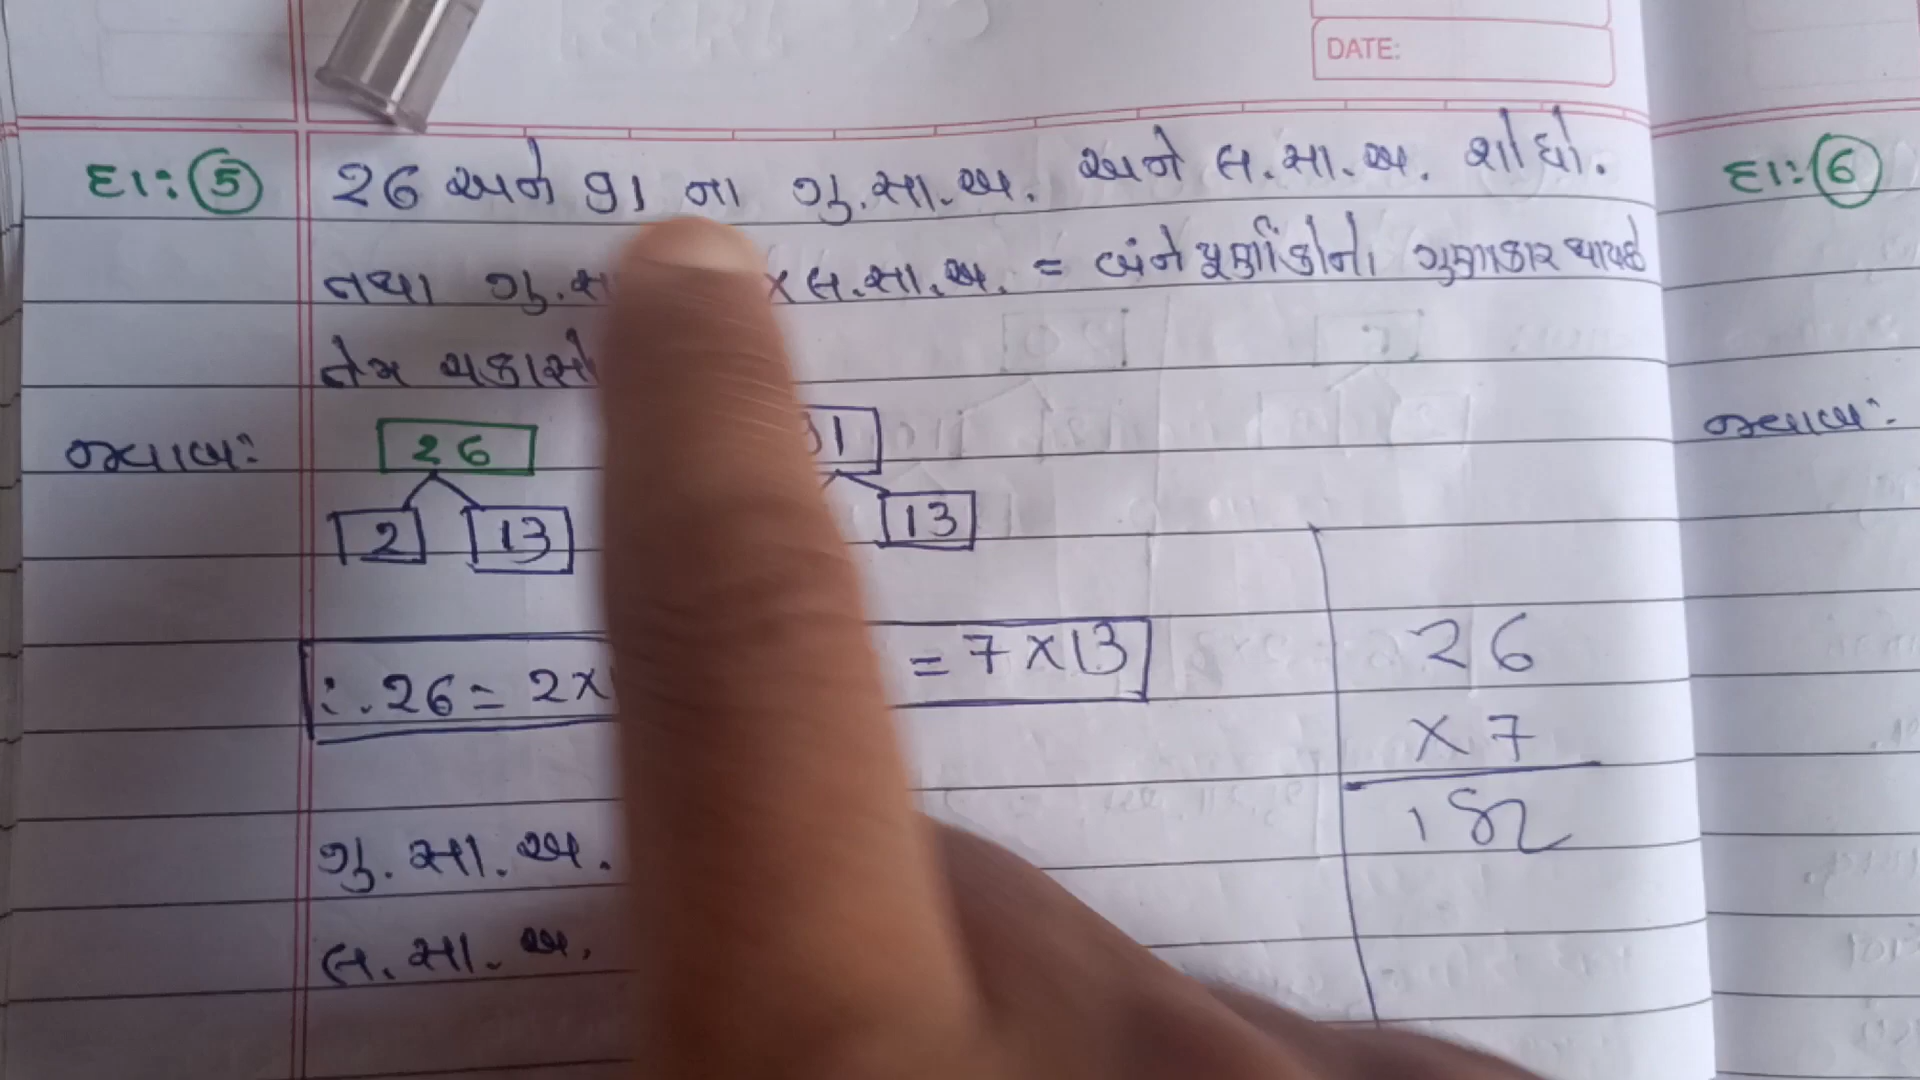 DATE:
દા: 5 26 અને 91 ના ગુ.સા.અ. અને લ.સા.અ. શોધો.
તથા ગુ.સા × લ.સા.અ. = બંને પૂર્ણાંકોનો ગુણાકાર થાય છે
તેમ ચકાસો
જવાબ:
26
91
2 13
13
∴ 26 = 2 ×
= 7 × 13
26
× 7
182
ગુ.સા.અ.
લ.સા.અ.
દા: 6
જવાબ: